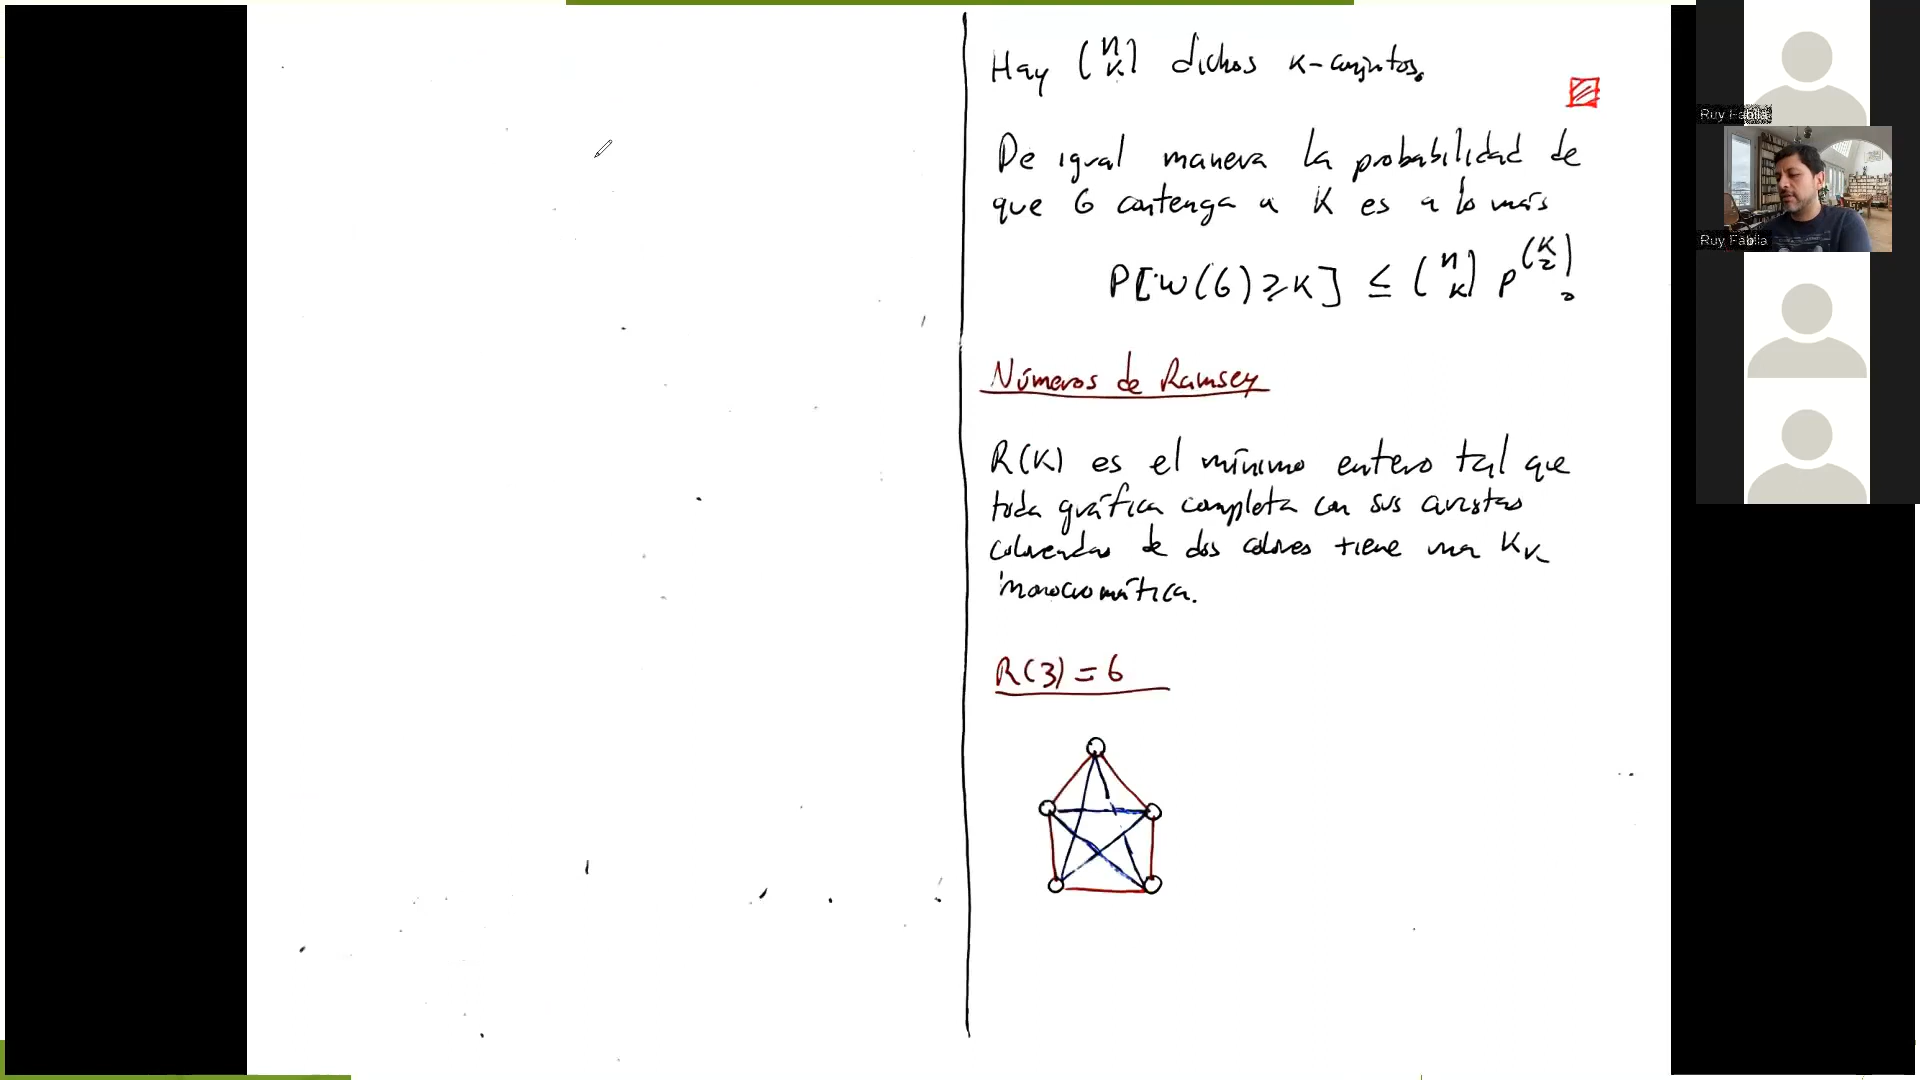 Hay (n k) dichos k-conjuntos.
De igual manera la probabilidad de
que G contenga a K es a lo más
P[W(G) ≥ K] ≤ (n k) p^(k 2).
Números de Ramsey
R(K) es el mínimo entero tal que
toda gráfica completa con sus aristas
coloreadas de dos colores tiene una K_K
monocromática.
R(3) = 6
Ruy Fabila
Ruy Fabila